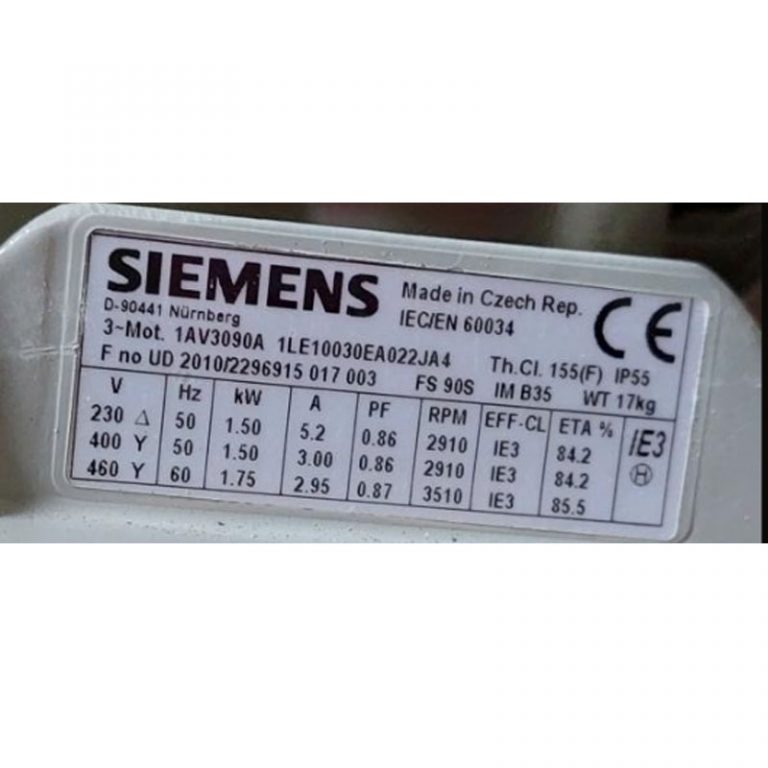 SIEMENS Made in Czech Rep. CE
D-90441 Nürnberg IEC/EN 60034
3~Mot. 1AV3090A 1LE10030EA022JA4 Th.Cl. 155(F) IP55
F no UD 2010/2296915 017 003 FS 90S IM B35 WT 17kg
V Hz kW A PF RPM EFF-CL ETA % IE3
230 Δ 50 1.50 5.2 0.86 2910 IE3 84.2 H
400 Y 50 1.50 3.00 0.86 2910 IE3 84.2
460 Y 60 1.75 2.95 0.87 3510 IE3 85.5